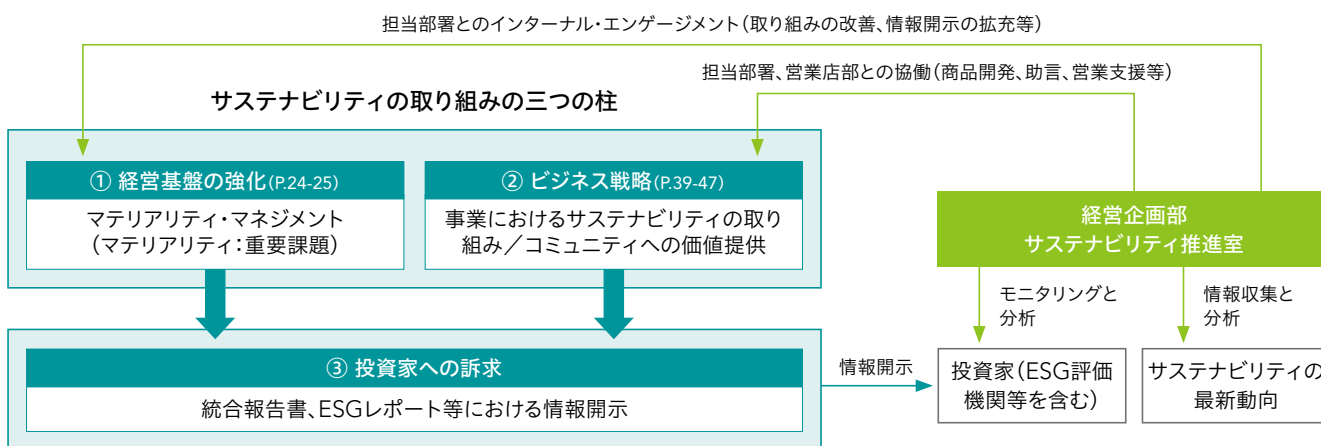 担当部署とのインターナル・エンゲージメント（取り組みの改善、情報開示の拡充等）
担当部署、営業店部との協働（商品開発、助言、営業支援等）
サステナビリティの取り組みの三つの柱
① 経営基盤の強化(P.24-25)
マテリアリティ・マネジメント
（マテリアリティ：重要課題）
② ビジネス戦略(P.39-47)
事業におけるサステナビリティの取り
組み／コミュニティへの価値提供
経営企画部
サステナビリティ推進室
モニタリングと
分析
情報収集と
分析
③ 投資家への訴求
統合報告書、ESGレポート等における情報開示
情報開示
投資家（ESG評価
機関等を含む）
サステナビリティの
最新動向